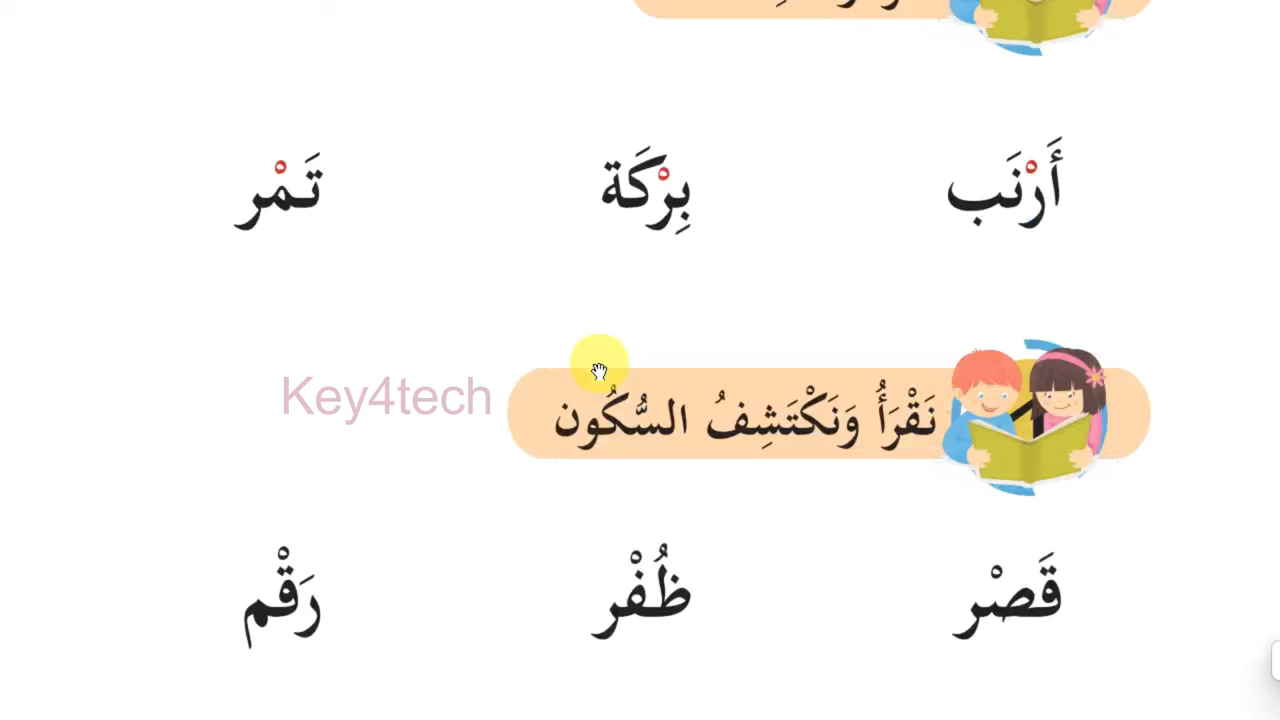 أَرْنَب بِرْكَة تَمْر
Key4tech
نَقْرَأُ وَنَكْتَشِفُ السُّكُون
قَصْر ظُفْر رَقْم